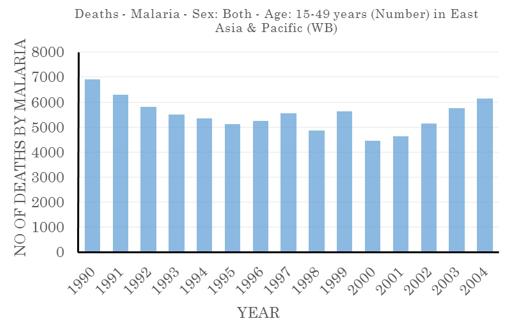 Deaths - Malaria - Sex: Both - Age: 15-49 years (Number) in East
Asia & Pacific (WB)
NO OF DEATHS BY MALARIA
8000
7000
6000
5000
4000
3000
2000
1000
0
1990 1991 1992 1993 1994 1995 1996 1997 1998 1999 2000 2001 2002 2003 2004
YEAR